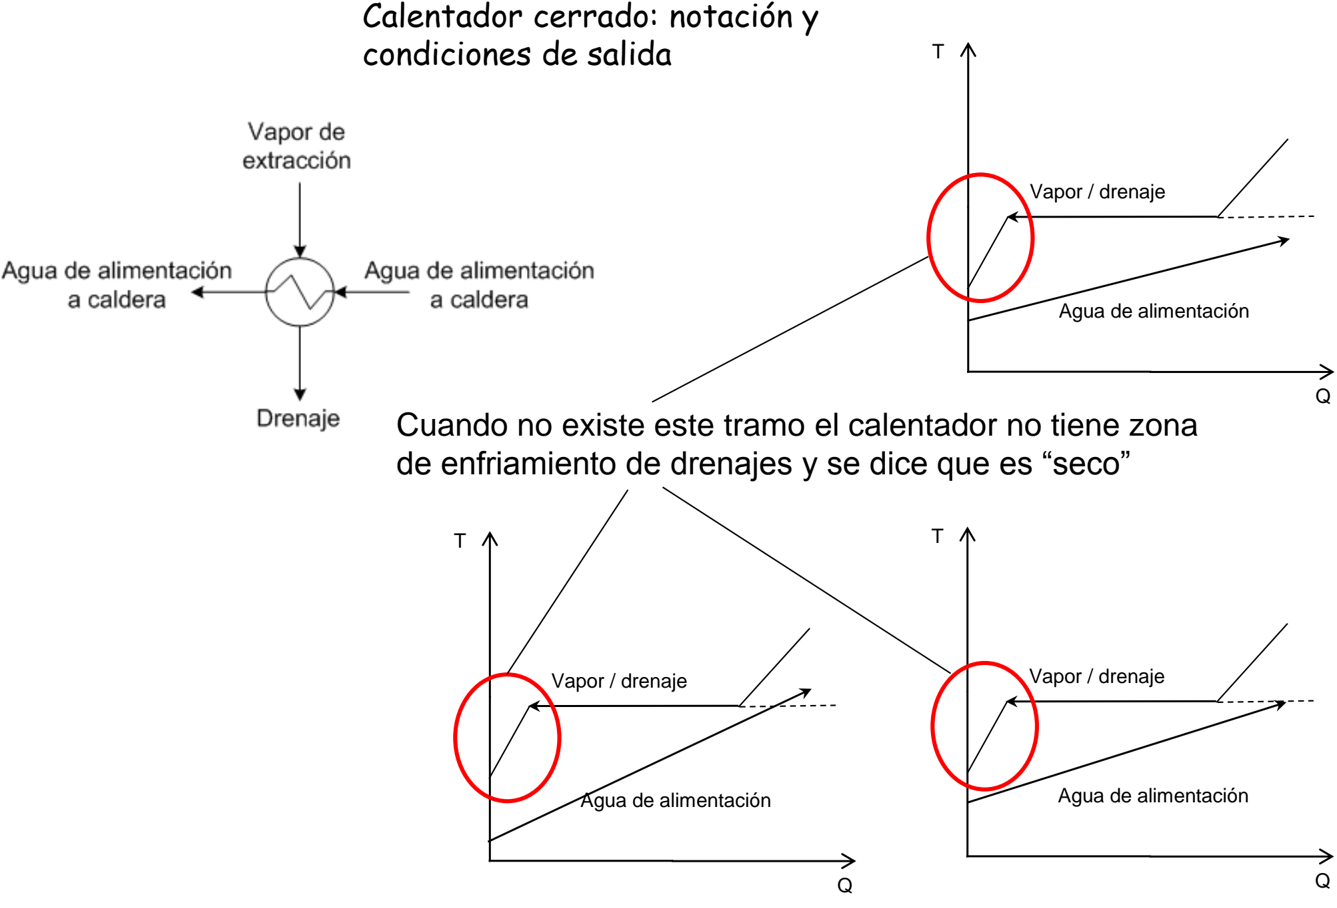 Calentador cerrado: notación y
condiciones de salida
Vapor de
extracción
Agua de alimentación
a caldera
Agua de alimentación
a caldera
Drenaje
T
Vapor / drenaje
Agua de alimentación
Q
Cuando no existe este tramo el calentador no tiene zona
de enfriamiento de drenajes y se dice que es “seco”
T
Vapor / drenaje
Agua de alimentación
Q
T
Vapor / drenaje
Agua de alimentación
Q